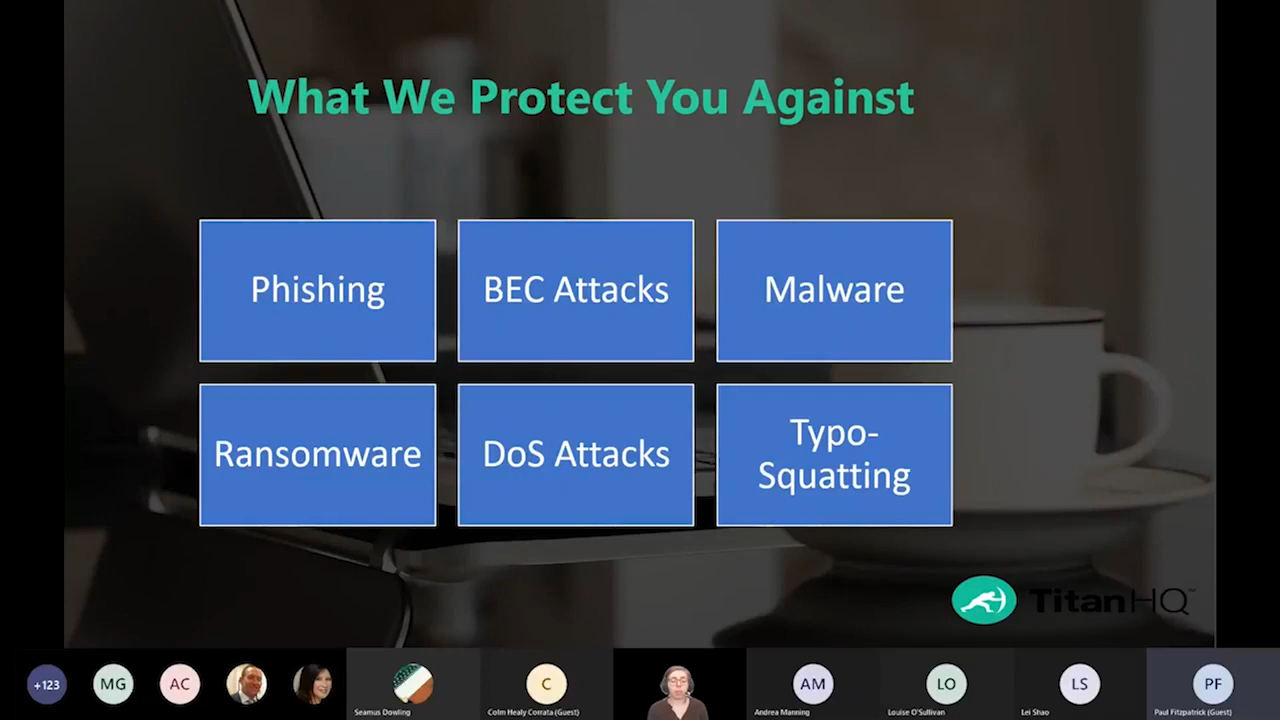 What We Protect You Against
Phishing
BEC Attacks
Malware
Ransomware
DoS Attacks
Typo-
Squatting
TitanHQ™
+123
MG
AC
C
AM
LO
LS
PF
Seamus Dowling
Colm Healy Corrata (Guest)
Andrea Manning
Louise O'Sullivan
Lei Shao
Paul Fitzpatrick (Guest)